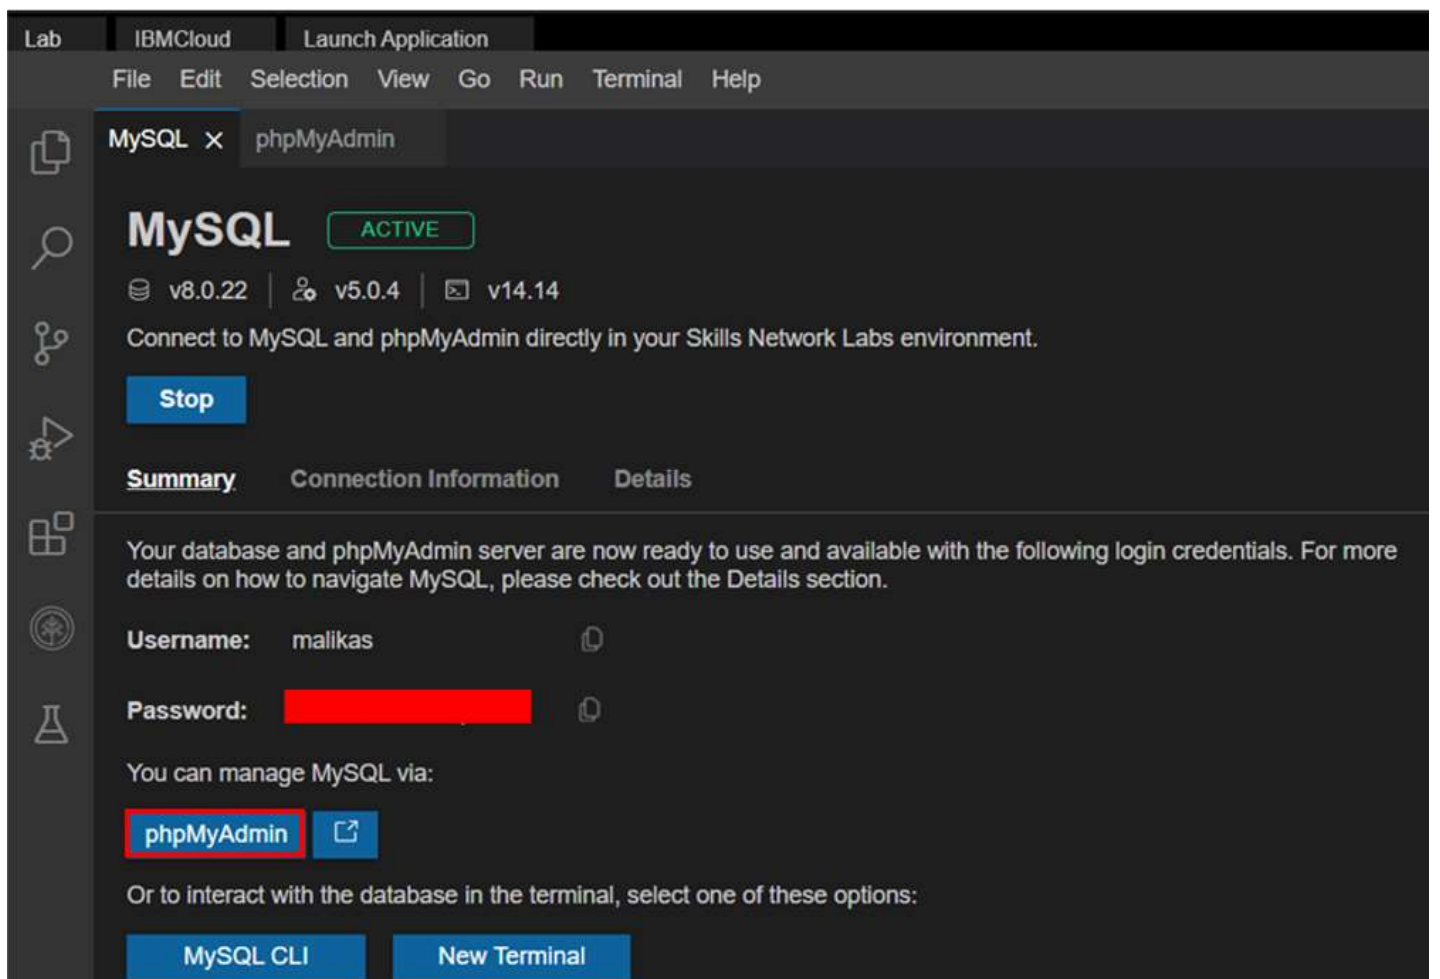 Lab IBMCloud Launch Application
File Edit Selection View Go Run Terminal Help
MySQL phpMyAdmin
MySQL ACTIVE
v8.0.22 v5.0.4 v14.14
Connect to MySQL and phpMyAdmin directly in your Skills Network Labs environment.
Stop
Summary Connection Information Details
Your database and phpMyAdmin server are now ready to use and available with the following login credentials. For more
details on how to navigate MySQL, please check out the Details section.
Username: malikas
Password:
You can manage MySQL via:
phpMyAdmin
Or to interact with the database in the terminal, select one of these options:
MySQL CLI New Terminal